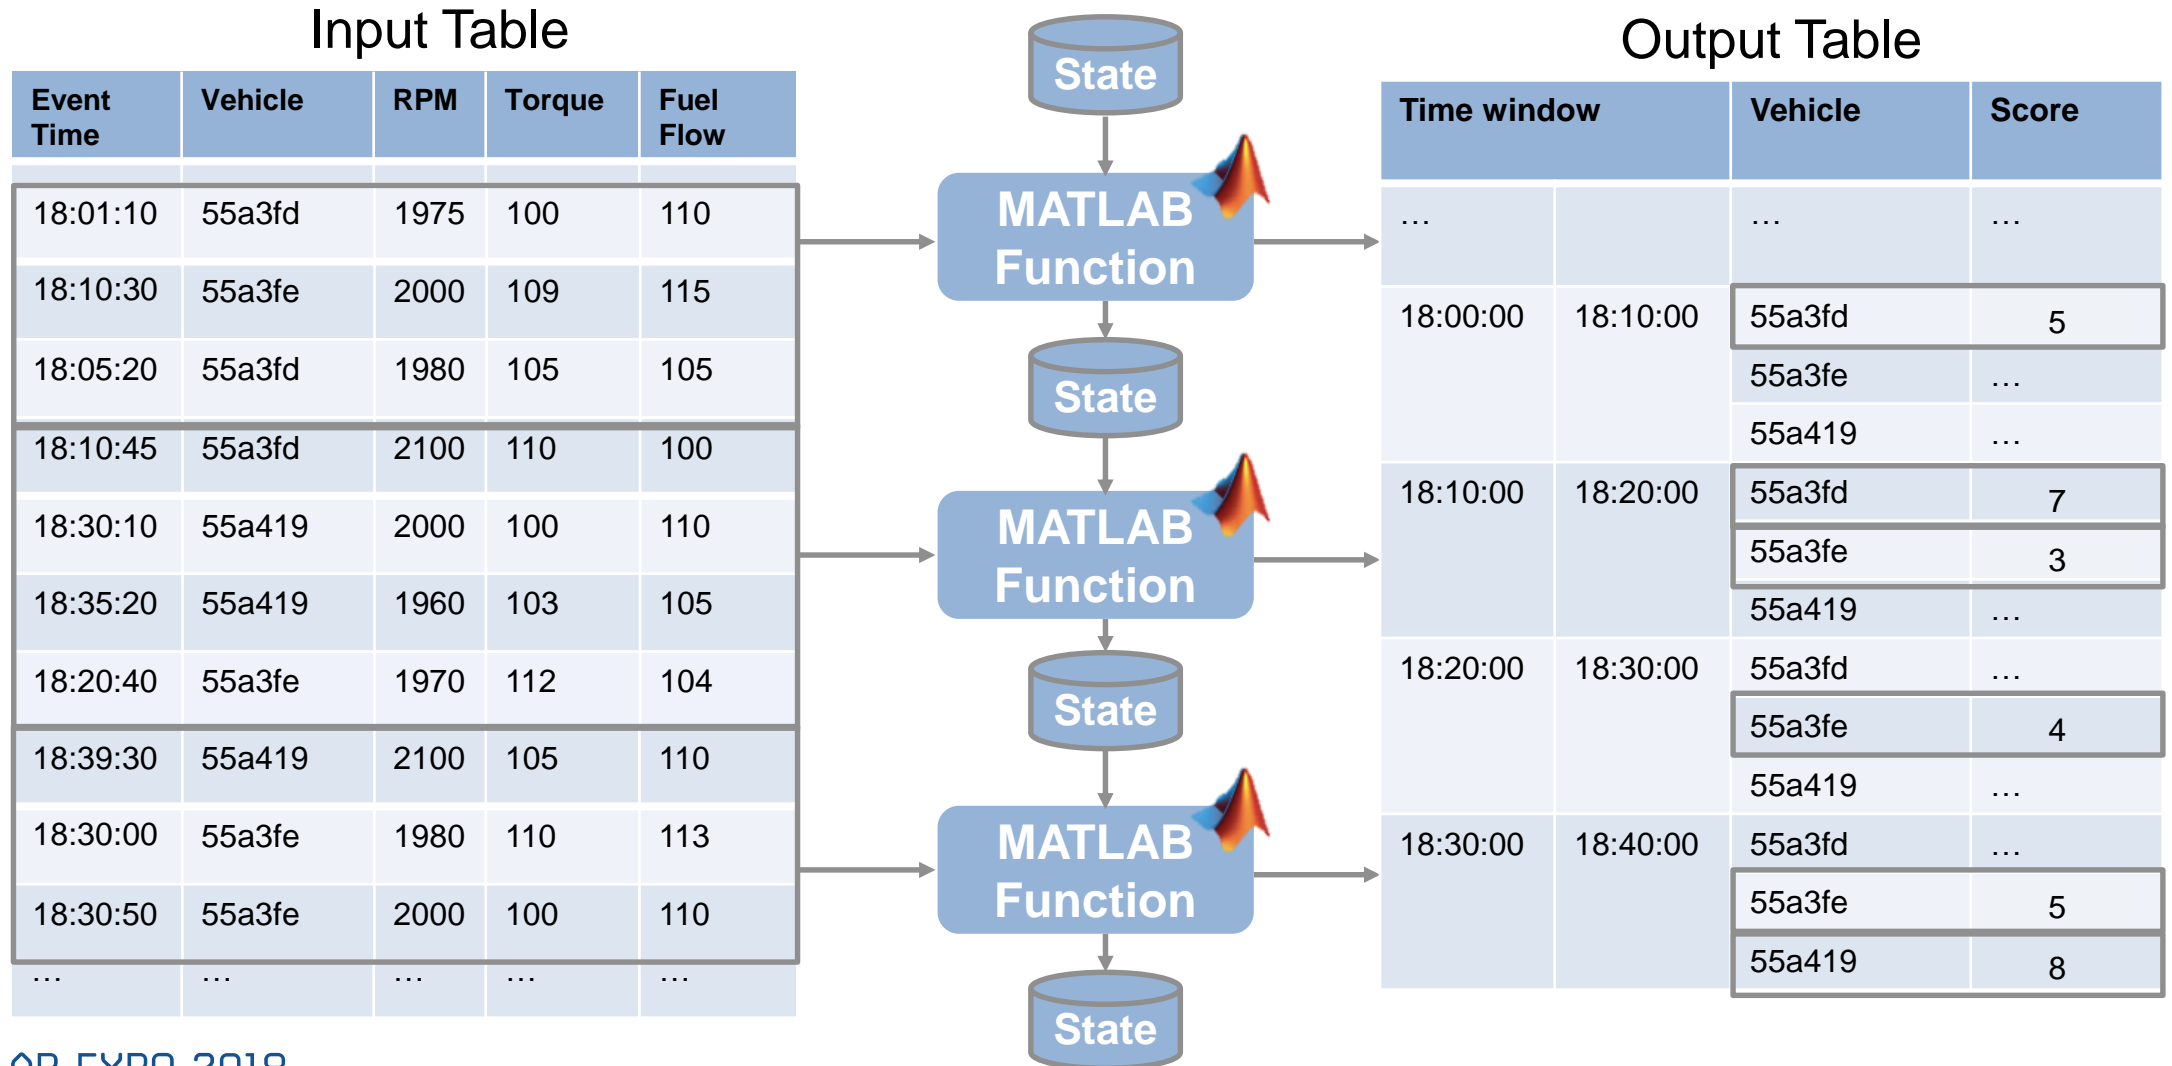 Input Table
Event Time Vehicle RPM Torque Fuel Flow
18:01:10 55a3fd 1975 100 110
18:10:30 55a3fe 2000 109 115
18:05:20 55a3fd 1980 105 105
18:10:45 55a3fd 2100 110 100
18:30:10 55a419 2000 100 110
18:35:20 55a419 1960 103 105
18:20:40 55a3fe 1970 112 104
18:39:30 55a419 2100 105 110
18:30:00 55a3fe 1980 110 113
18:30:50 55a3fe 2000 100 110
… … … … …
State
MATLAB
Function
State
MATLAB
Function
State
MATLAB
Function
State
Output Table
Time window Vehicle Score
… … …
18:00:00 18:10:00 55a3fd 5
55a3fe …
55a419 …
18:10:00 18:20:00 55a3fd 7
55a3fe 3
55a419 …
18:20:00 18:30:00 55a3fd …
55a3fe 4
55a419 …
18:30:00 18:40:00 55a3fd …
55a3fe 5
55a419 8
EXPO